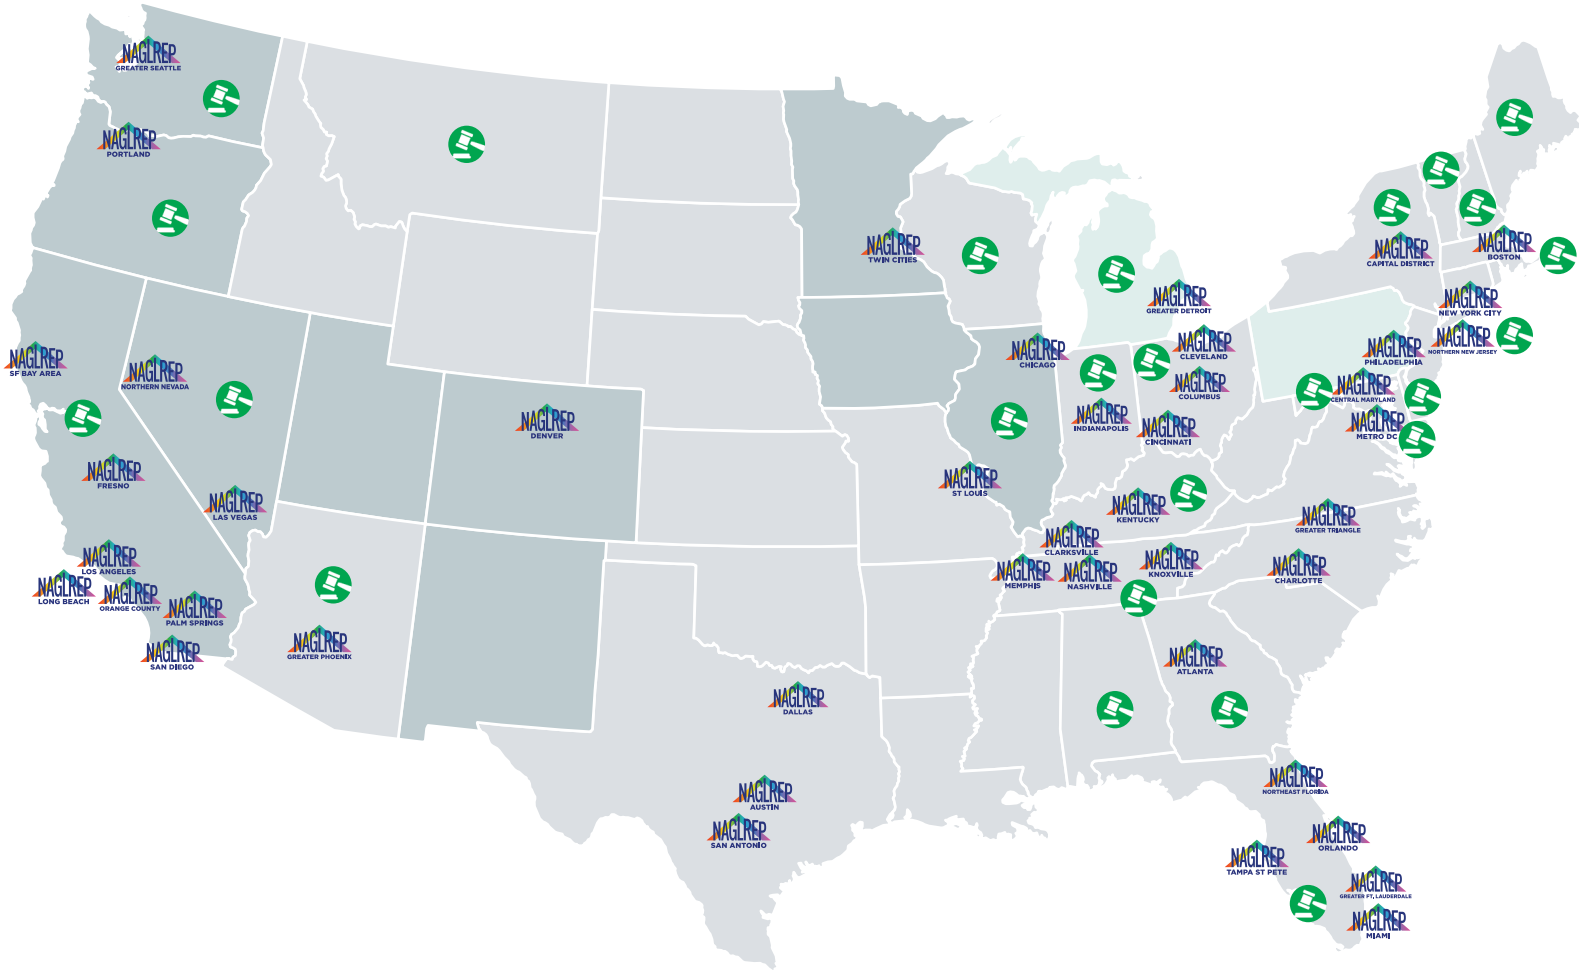 NAGLREP
GREATER SEATTLE
NAGLREP
PORTLAND
NAGLREP
SF BAY AREA
NAGLREP
NORTHERN NEVADA
NAGLREP
FRESNO
NAGLREP
LAS VEGAS
NAGLREP
LOS ANGELES
NAGLREP
LONG BEACH
NAGLREP
ORANGE COUNTY
NAGLREP
PALM SPRINGS
NAGLREP
SAN DIEGO
NAGLREP
GREATER PHOENIX
NAGLREP
DENVER
NAGLREP
DALLAS
NAGLREP
AUSTIN
NAGLREP
SAN ANTONIO
NAGLREP
TWIN CITIES
NAGLREP
CHICAGO
NAGLREP
ST LOUIS
NAGLREP
GREATER DETROIT
NAGLREP
CLEVELAND
NAGLREP
COLUMBUS
NAGLREP
INDIANAPOLIS
NAGLREP
CINCINNATI
NAGLREP
KENTUCKY
NAGLREP
CLARKSVILLE
NAGLREP
MEMPHIS
NAGLREP
NASHVILLE
NAGLREP
KNOXVILLE
NAGLREP
ATLANTA
NAGLREP
CAPITAL DISTRICT
NAGLREP
BOSTON
NAGLREP
NEW YORK CITY
NAGLREP
NORTHERN NEW JERSEY
NAGLREP
PHILADELPHIA
NAGLREP
CENTRAL MARYLAND
NAGLREP
METRO DC
NAGLREP
GREATER TRIANGLE
NAGLREP
CHARLOTTE
NAGLREP
NORTHEAST FLORIDA
NAGLREP
ORLANDO
NAGLREP
TAMPA ST PETE
NAGLREP
GREATER FT, LAUDERDALE
NAGLREP
MIAMI